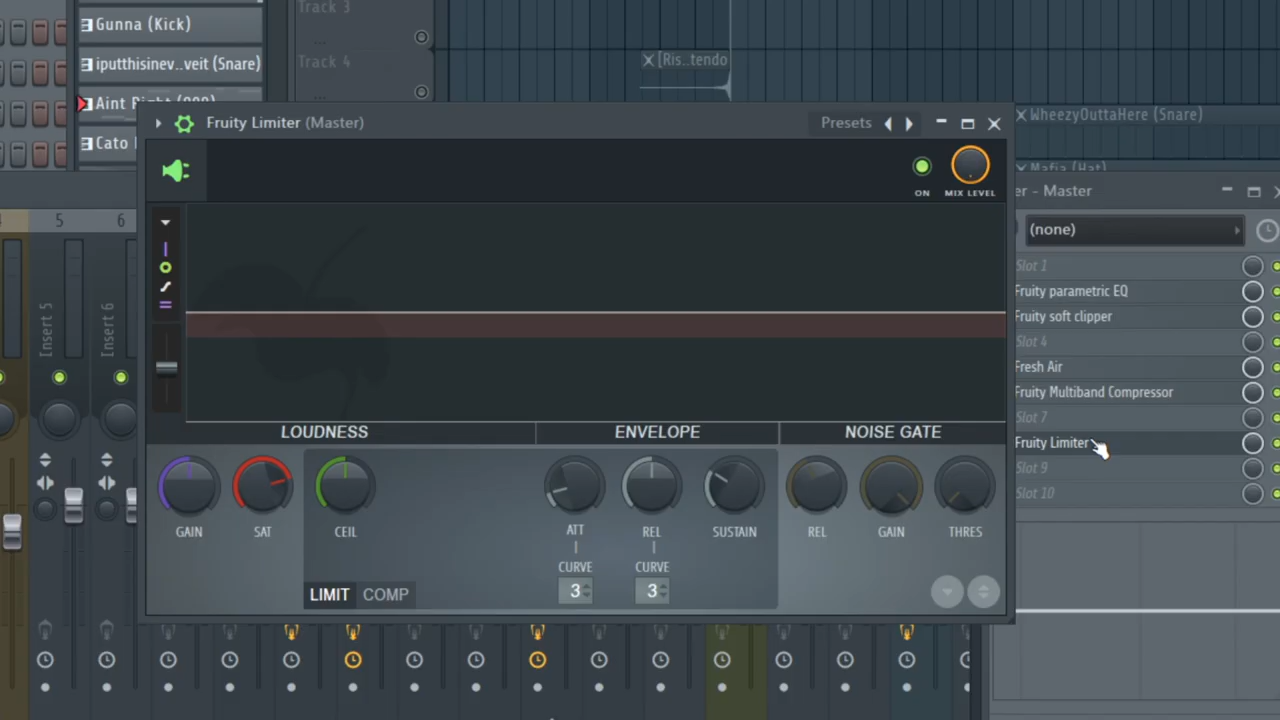 Track 3
Gunna (Kick)
iputthisinev..veit (Snare)
Track 4
[Ris..tendo
Cato
Fruity Limiter (Master)
Presets
WheezyOuttaHere (Snare)
Mafia (Hat)
ON
MIX LEVEL
er - Master
(none)
5
6
Slot 1
Fruity parametric EQ
Fruity soft clipper
Slot 4
Fresh Air
Fruity Multiband Compressor
Slot 7
Fruity Limiter
Slot 9
Slot 10
Insert 5
Insert 6
LOUDNESS
ENVELOPE
NOISE GATE
GAIN
SAT
CEIL
ATT
REL
SUSTAIN
REL
GAIN
THRES
CURVE
CURVE
3
3
LIMIT
COMP